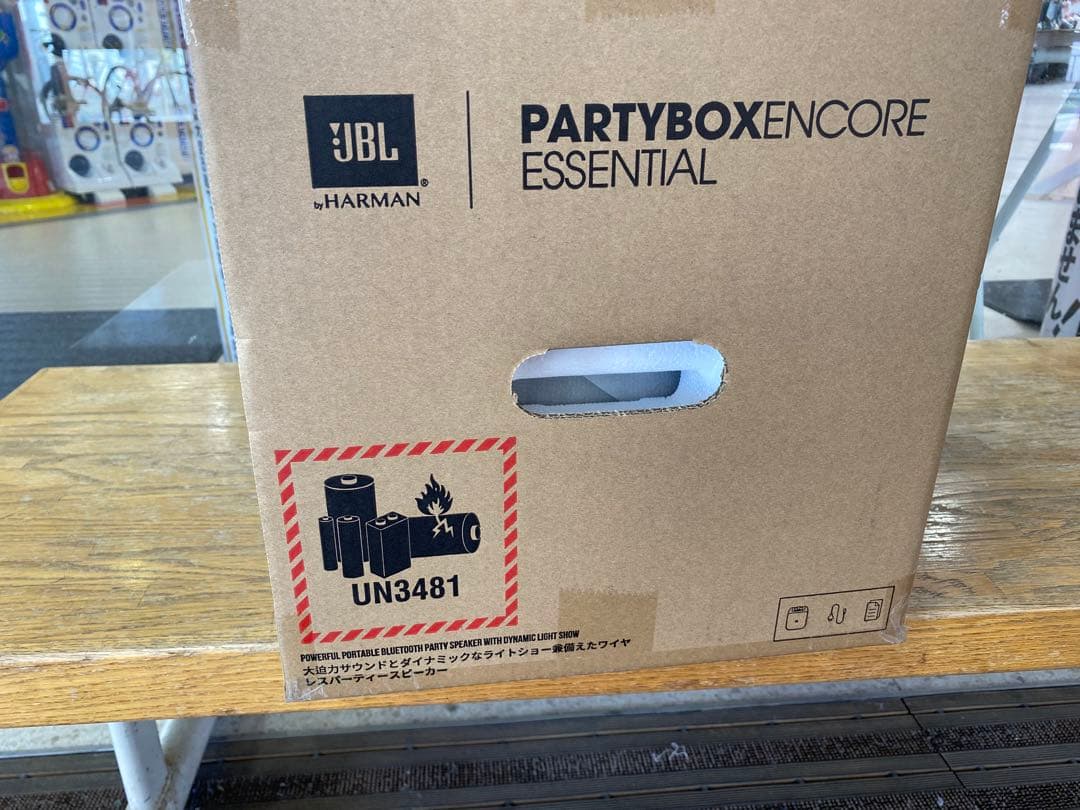 JBL®
by HARMAN
PARTYBOXENCORE
ESSENTIAL
UN3481
POWERFUL PORTABLE BLUETOOTH PARTY SPEAKER WITH DYNAMIC LIGHT SHOW
大迫力サウンドとダイナミックなライトショー兼備えたワイヤ
レスパーティースピーカー
せん!